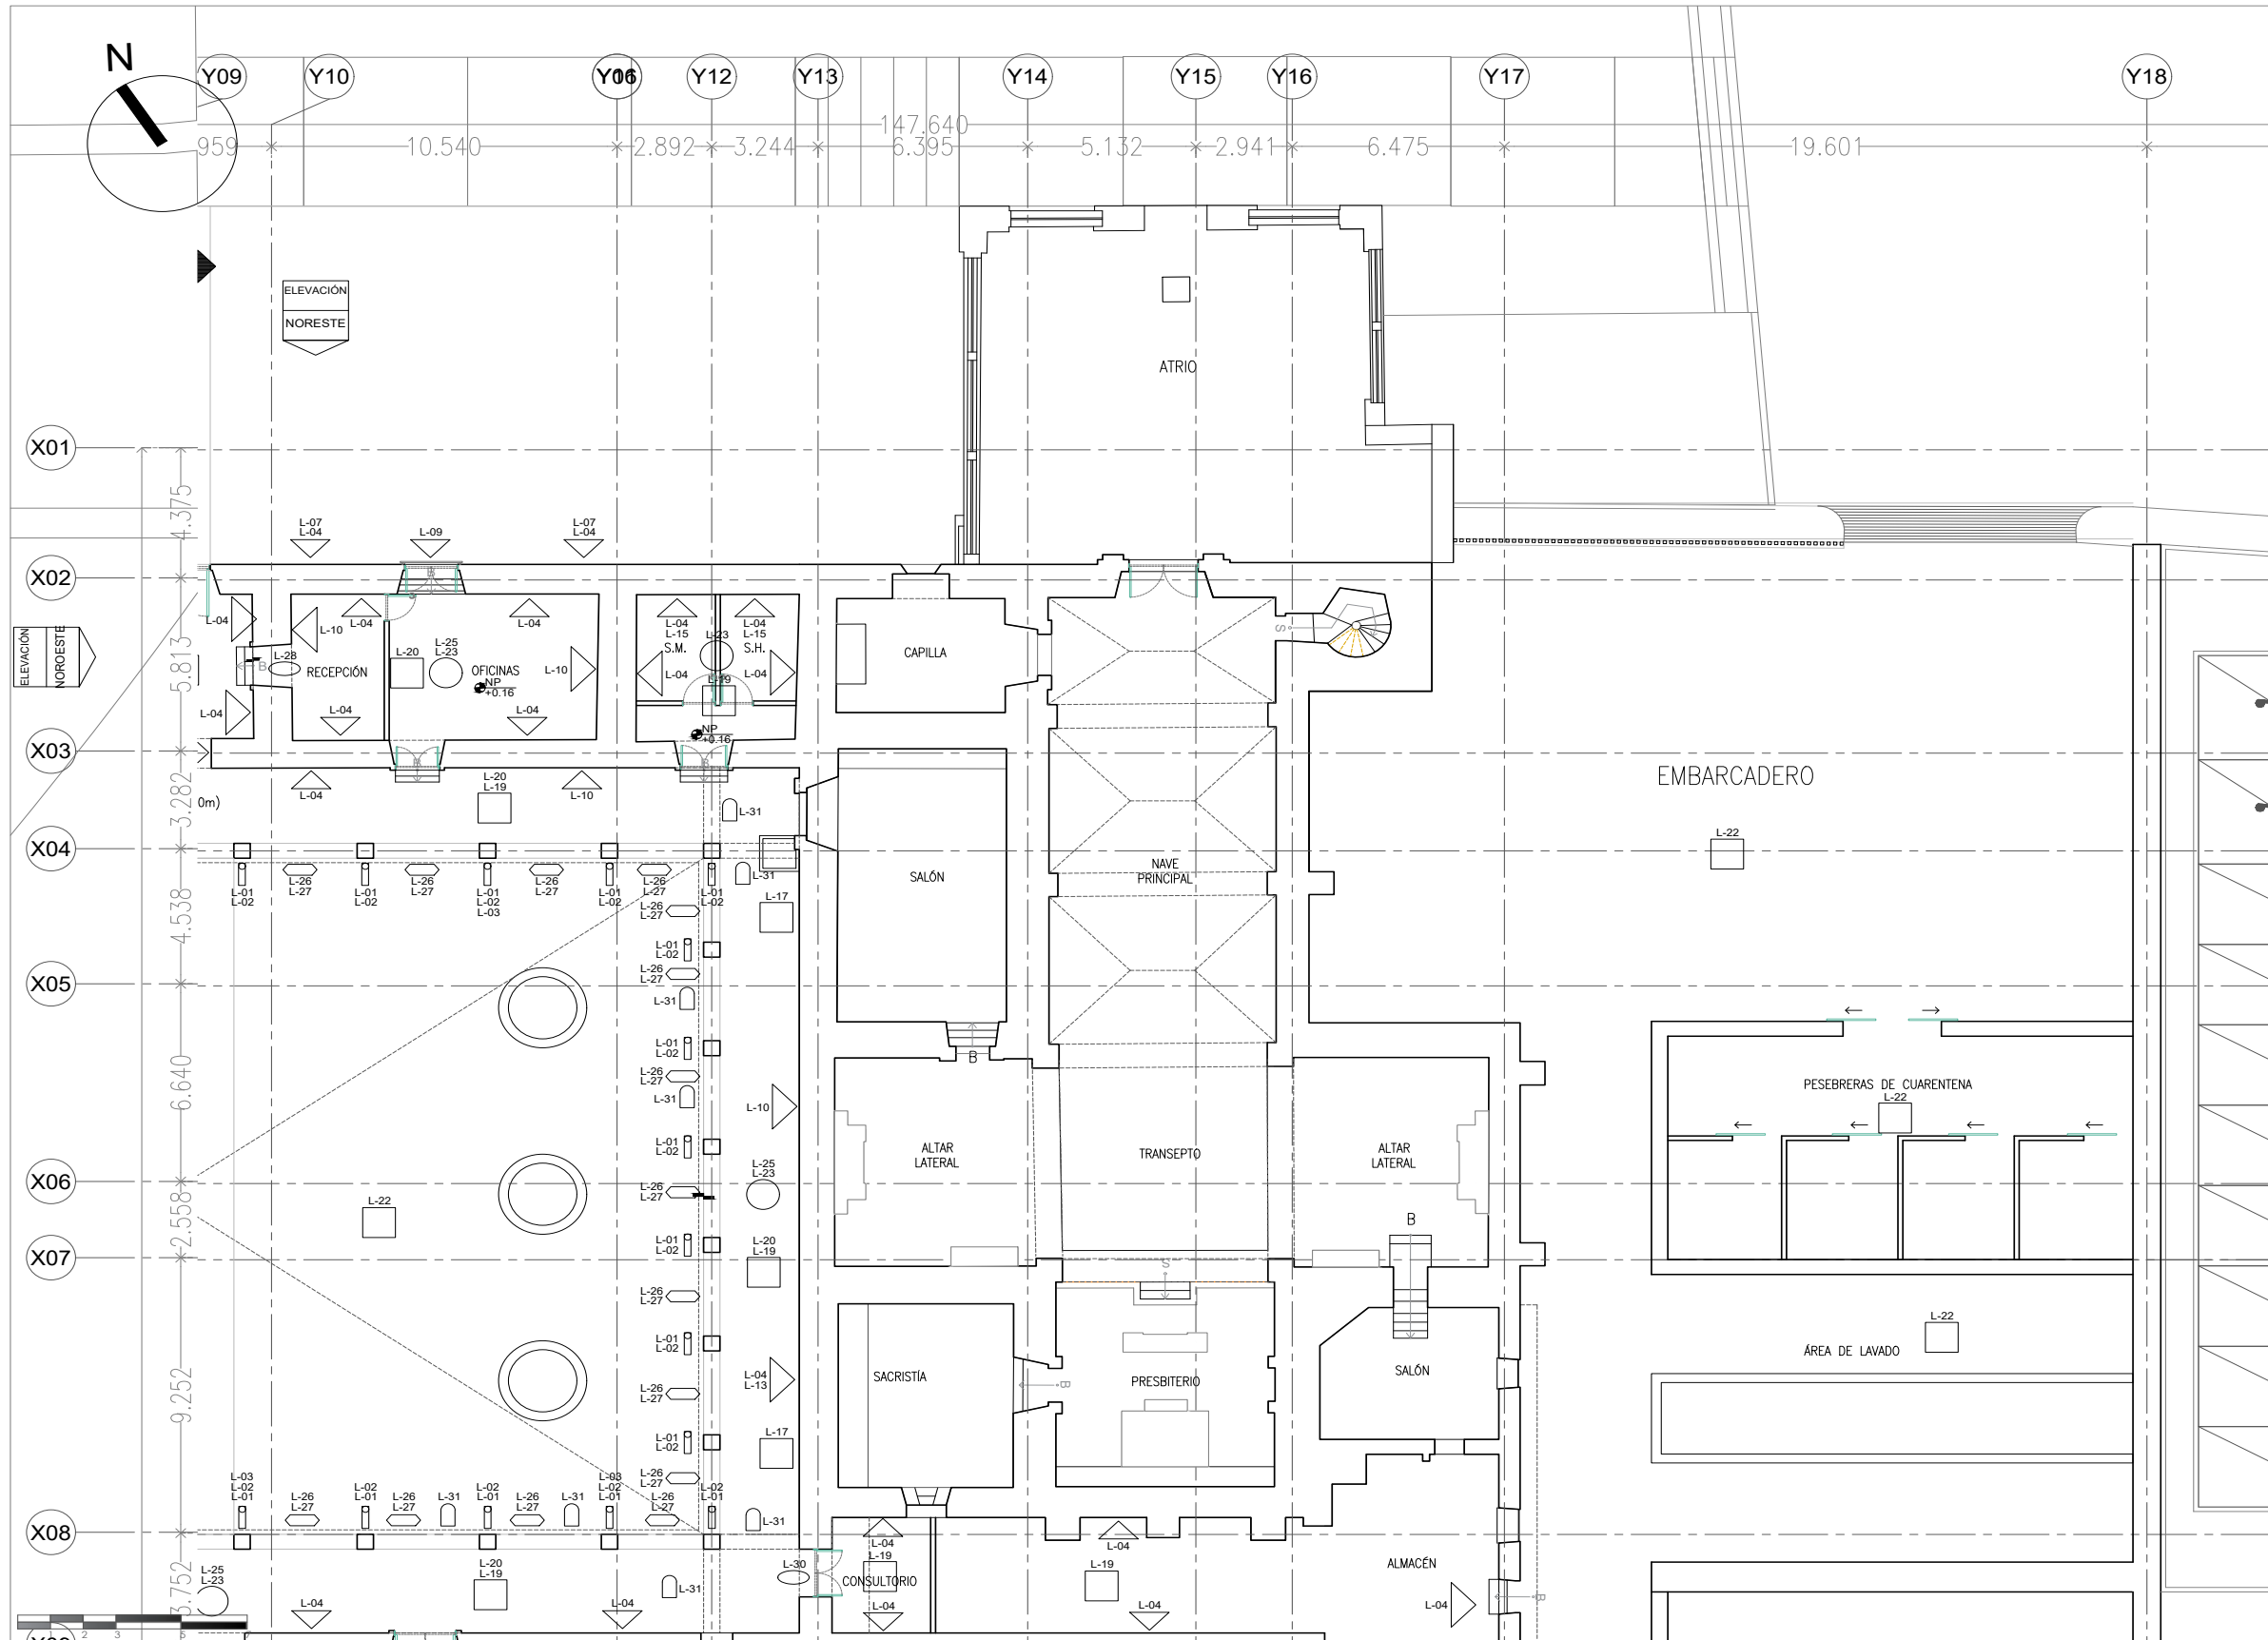 N
Y09
Y10
Y12
Y13
Y14
Y15
Y16
Y17
Y18
147.640
959
10.540
2.892
3.244
6.395
5.132
2.941
6.475
19.601
ELEVACIÓN
NORESTE
ATRIO
X01
4.375
L-07
L-04
L-09
L-07
L-04
X02
5.813
ELEVACIÓN
NOROESTE
L-04
L-10
L-04
L-28
B
RECEPCIÓN
L-20
L-25
L-23
OFICINAS
NP
+0.16
L-04
L-10
L-04
L-04
L-04
L-04
L-15
S.M.
L-23
L-04
L-15
S.H.
L-04
L-04
L-19
NP
+0.16
CAPILLA
S
X03
3.282
0m)
L-04
L-20
L-19
L-10
L-31
EMBARCADERO
L-22
X04
4.538
L-01
L-02
L-26
L-27
L-01
L-02
L-26
L-27
L-01
L-02
L-03
L-26
L-27
L-01
L-02
L-26
L-27
L-01
L-02
L-31
L-17
L-26
L-27
L-01
L-02
L-26
L-27
L-31
SALÓN
NAVE
PRINCIPAL
X05
6.640
L-01
L-02
L-26
L-27
L-31
L-10
B
PESEBRERAS DE CUARENTENA
L-22
L-01
L-02
ALTAR
LATERAL
TRANSEPTO
ALTAR
LATERAL
X06
2.558
L-25
L-23
L-26
L-27
L-22
B
L-01
L-02
L-20
L-19
X07
9.252
S
L-26
L-27
L-01
L-02
L-22
ÁREA DE LAVADO
L-04
L-13
SACRISTÍA
B
PRESBITERIO
SALÓN
L-26
L-27
L-01
L-02
L-17
L-26
L-27
L-03
L-02
L-01
L-26
L-27
L-02
L-01
L-26
L-27
L-31
L-02
L-01
L-26
L-27
L-31
L-03
L-02
L-01
L-26
L-27
L-02
L-01
L-31
X08
3.752
L-25
L-23
L-20
L-19
L-31
L-30
L-04
L-19
CONSULTORIO
L-04
L-04
L-19
ALMACÉN
L-04
L-04
B
L-04
L-04
1
2
3
5